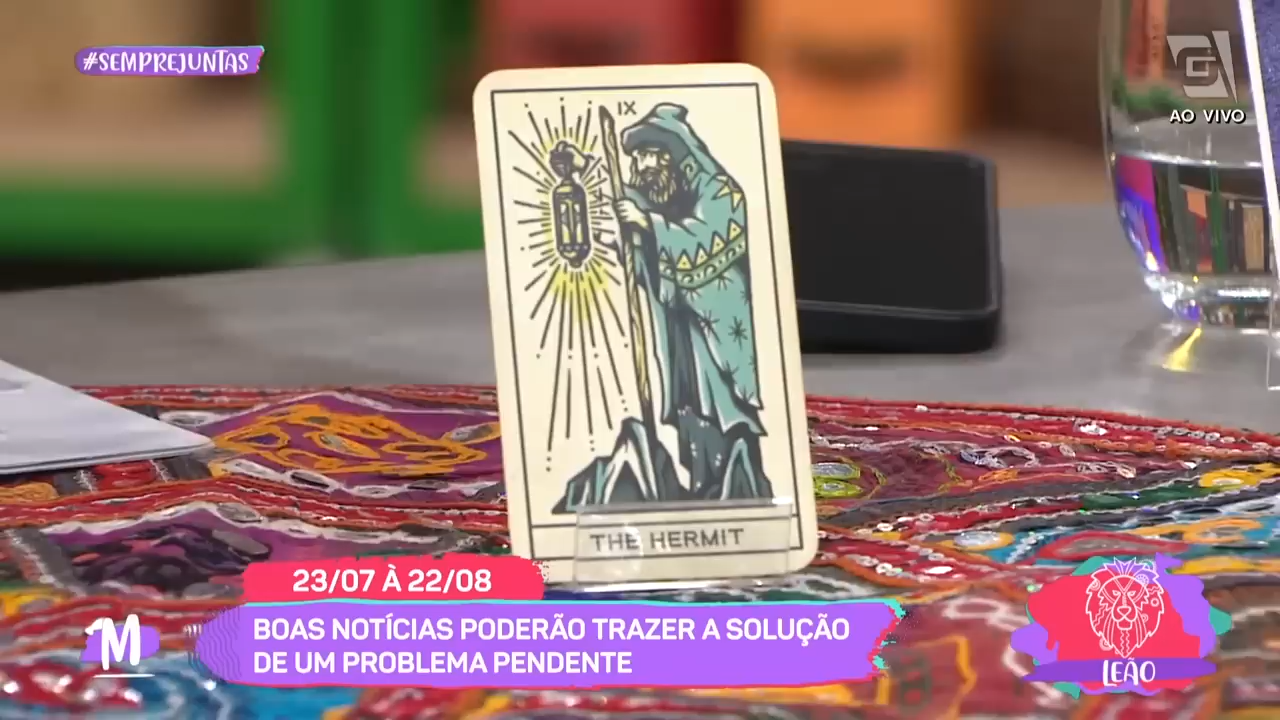 #SEMPREJUNTAS
AO VIVO
IX
THE HERMIT
23/07 À 22/08
BOAS NOTÍCIAS PODERÃO TRAZER A SOLUÇÃO
DE UM PROBLEMA PENDENTE
M
LEÃO